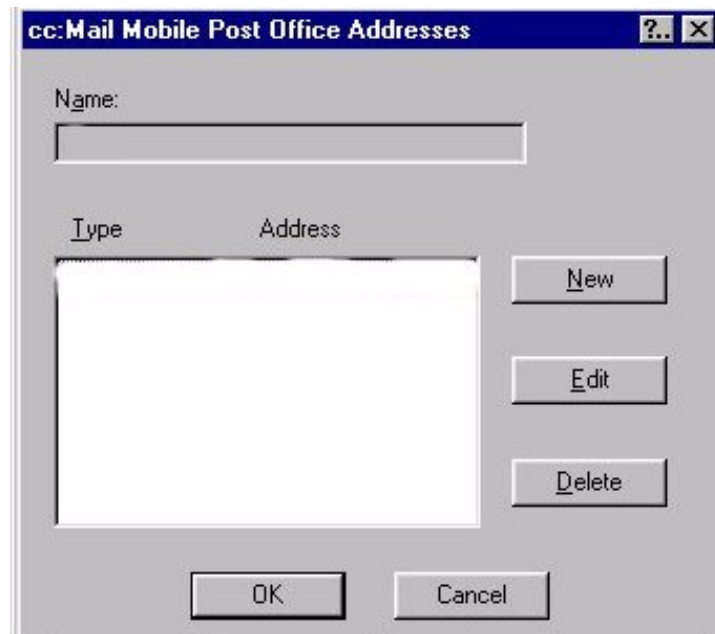 cc:Mail Mobile Post Office Addresses ?..
Name:
Type Address
New
Edit
Delete
OK Cancel